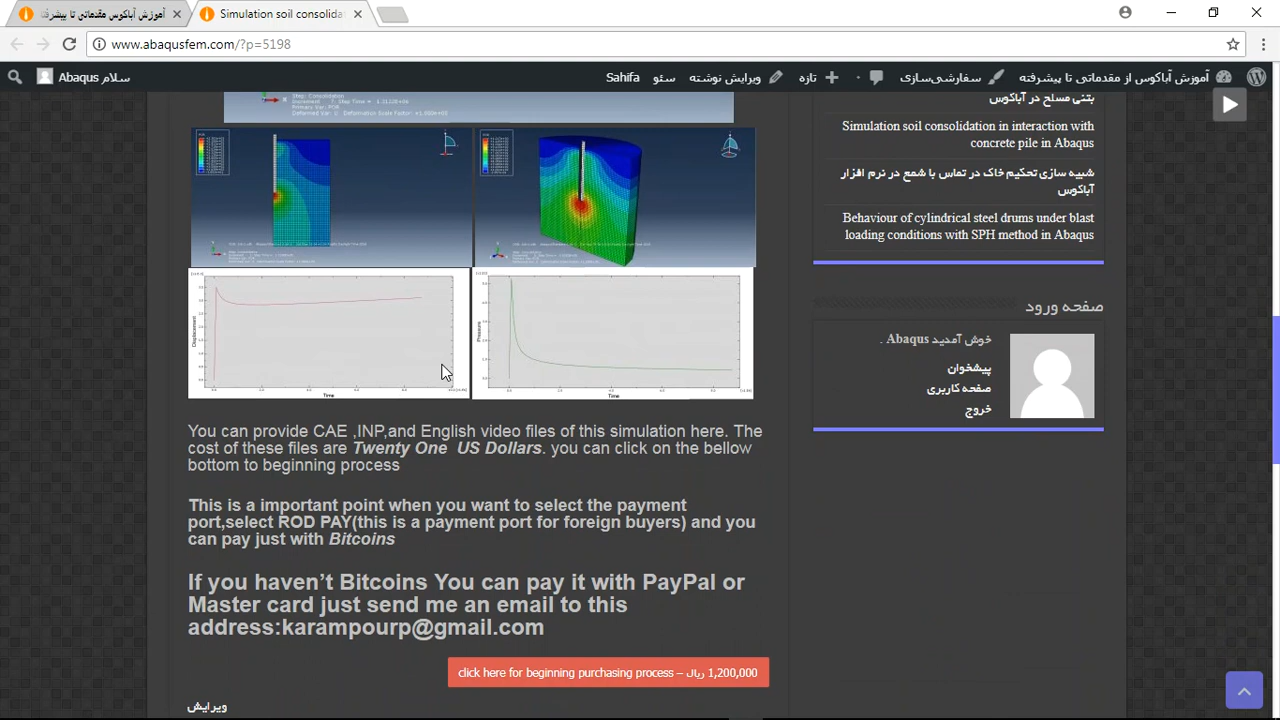 آموزش آباکوس مقدماتی تا پیشرفته
Simulation soil consolida
www.abaqusfem.com/?p=5198
سلام Abaqus
Sahifa
سئو
ویرایش نوشته
تازه
سفارشی‌سازی
آموزش آباکوس از مقدماتی تا پیشرفته
بتنی مسلح در آباکوس
Simulation soil consolidation in interaction with
concrete pile in Abaqus
شبیه سازی تحکیم خاک در تماس با شمع در نرم افزار
آباکوس
Behaviour of cylindrical steel drums under blast
loading conditions with SPH method in Abaqus
صفحه ورود
خوش آمدید Abaqus .
پیشخوان
صفحه کاربری
خروج
Step: Consolidation
Displacement
Time
Pressure
Time
You can provide CAE ,INP,and English video files of this simulation here. The
cost of these files are Twenty One US Dollars. you can click on the bellow
bottom to beginning process
This is a important point when you want to select the payment
port,select ROD PAY(this is a payment port for foreign buyers) and you
can pay just with Bitcoins
If you haven’t Bitcoins You can pay it with PayPal or
Master card just send me an email to this
address:karampourp@gmail.com
click here for beginning purchasing process – 1,200,000 ریال
ویرایش